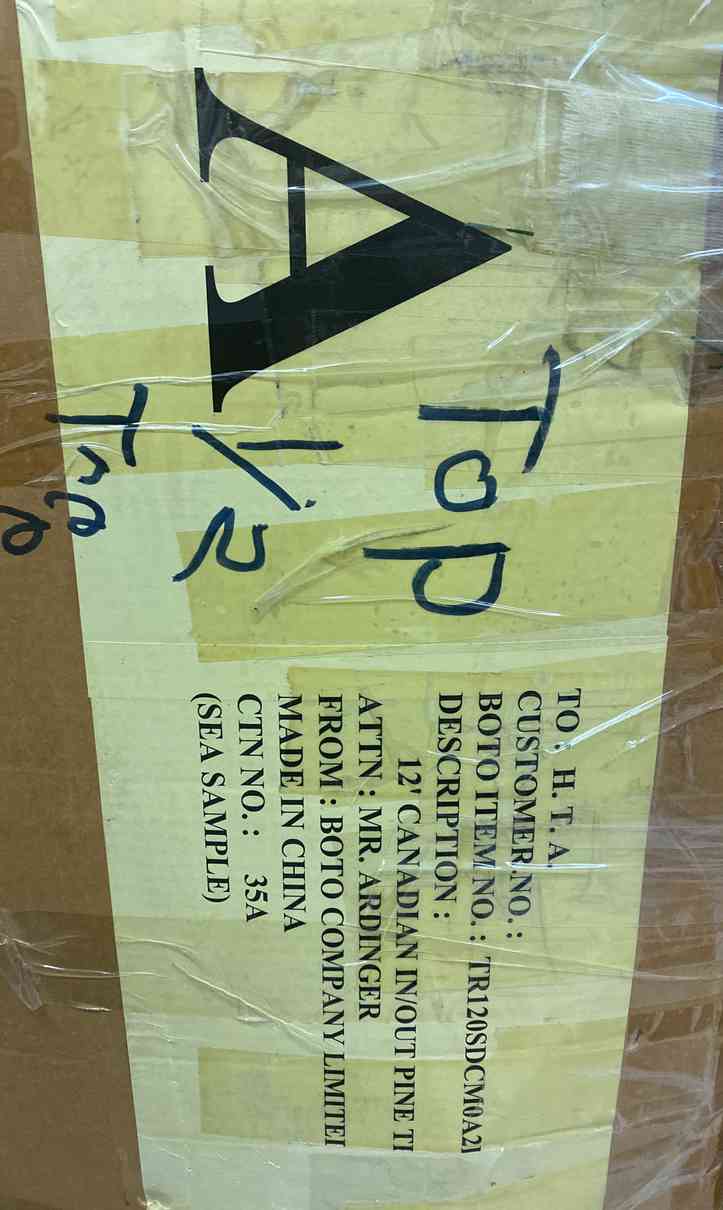 A
TOP
1/2
Tree
TO : H. T. A.
CUSTOMER NO. :
BOTO ITEM NO. : TR120SDCM0A21
DESCRIPTION :
12' CANADIAN IN/OUT PINE TI
ATTN : MR. ARDINGER
FROM : BOTO COMPANY LIMITEI
MADE IN CHINA
CTN NO. : 35A
(SEA SAMPLE)